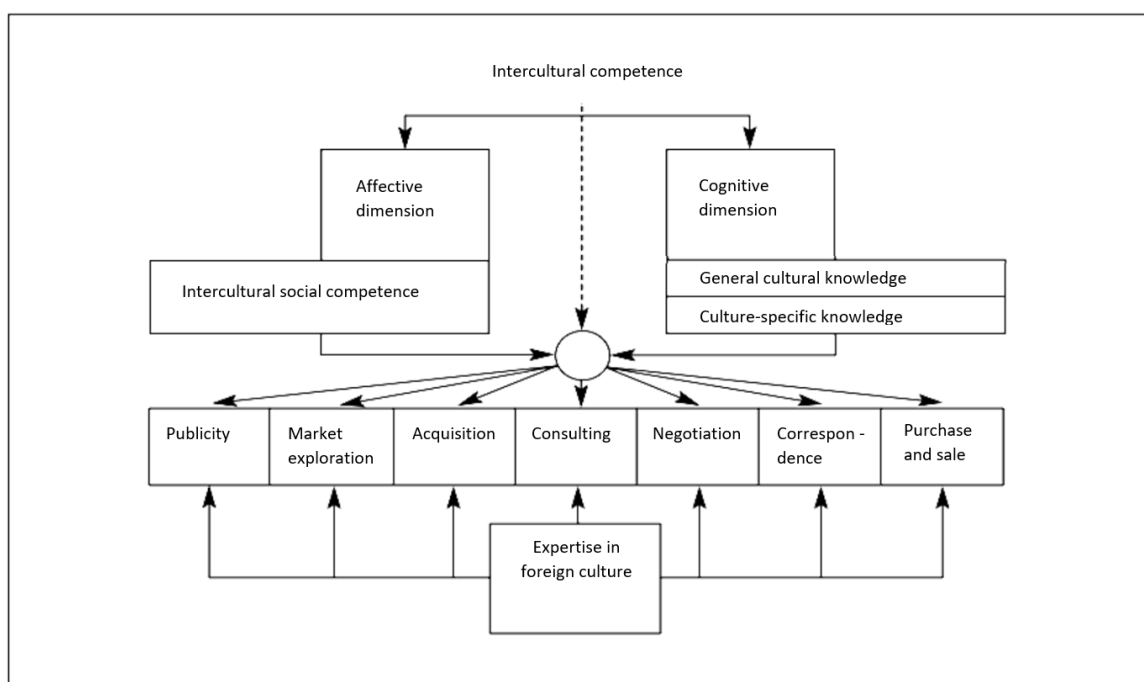 Intercultural competence
Affective
dimension
Cognitive
dimension
Intercultural social competence
General cultural knowledge
Culture-specific knowledge
Publicity
Market
exploration
Acquisition
Consulting
Negotiation
Correspon -
dence
Purchase
and sale
Expertise in
foreign culture